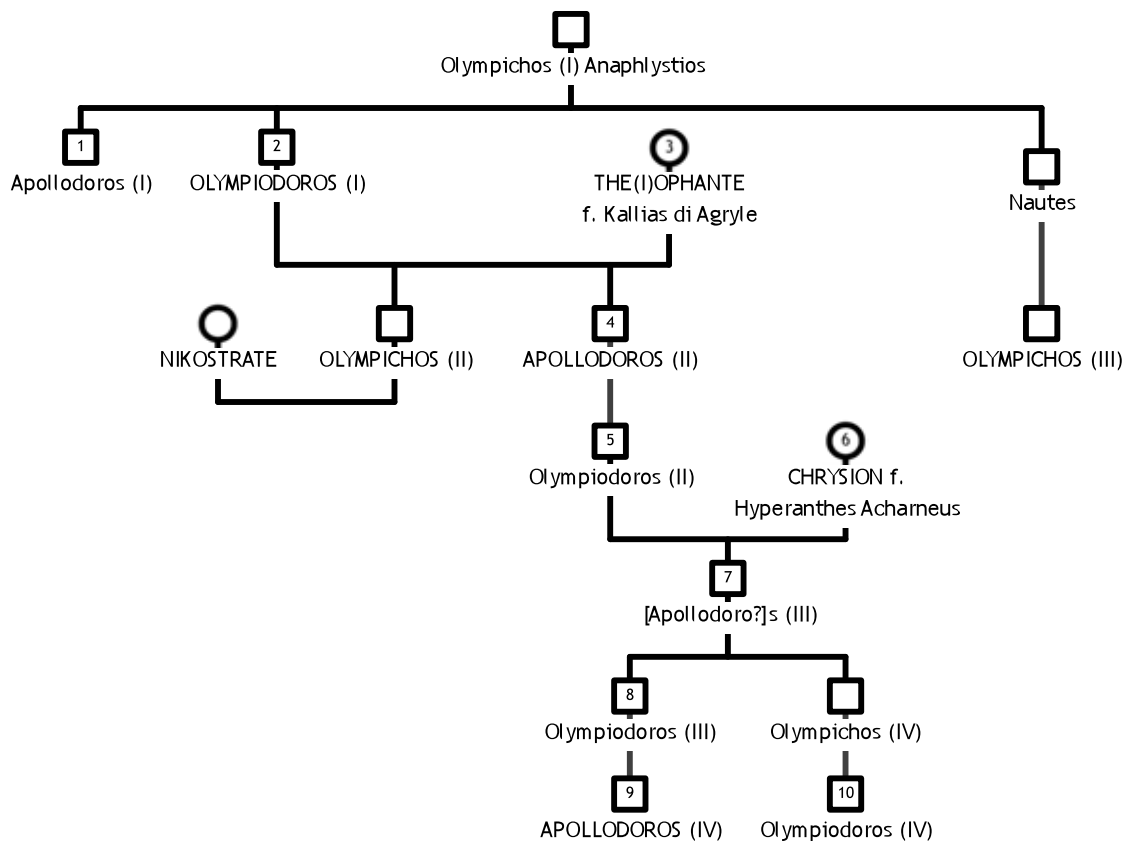 Olympichos (I) Anaphlystios
1
2
3
Apollodoros (I)
OLYMPIODOROS (I)
THE(I)OPHANTE
f. Kallias di Agryle
Nautes
4
NIKOSTRATE
OLYMPICHOS (II)
APOLLODOROS (II)
OLYMPICHOS (III)
5
6
Olympiodoros (II)
CHRYSION f.
Hyperanthes Acharneus
7
[Apollodoro?]s (III)
8
Olympiodoros (III)
Olympichos (IV)
9
10
APOLLODOROS (IV)
Olympiodoros (IV)